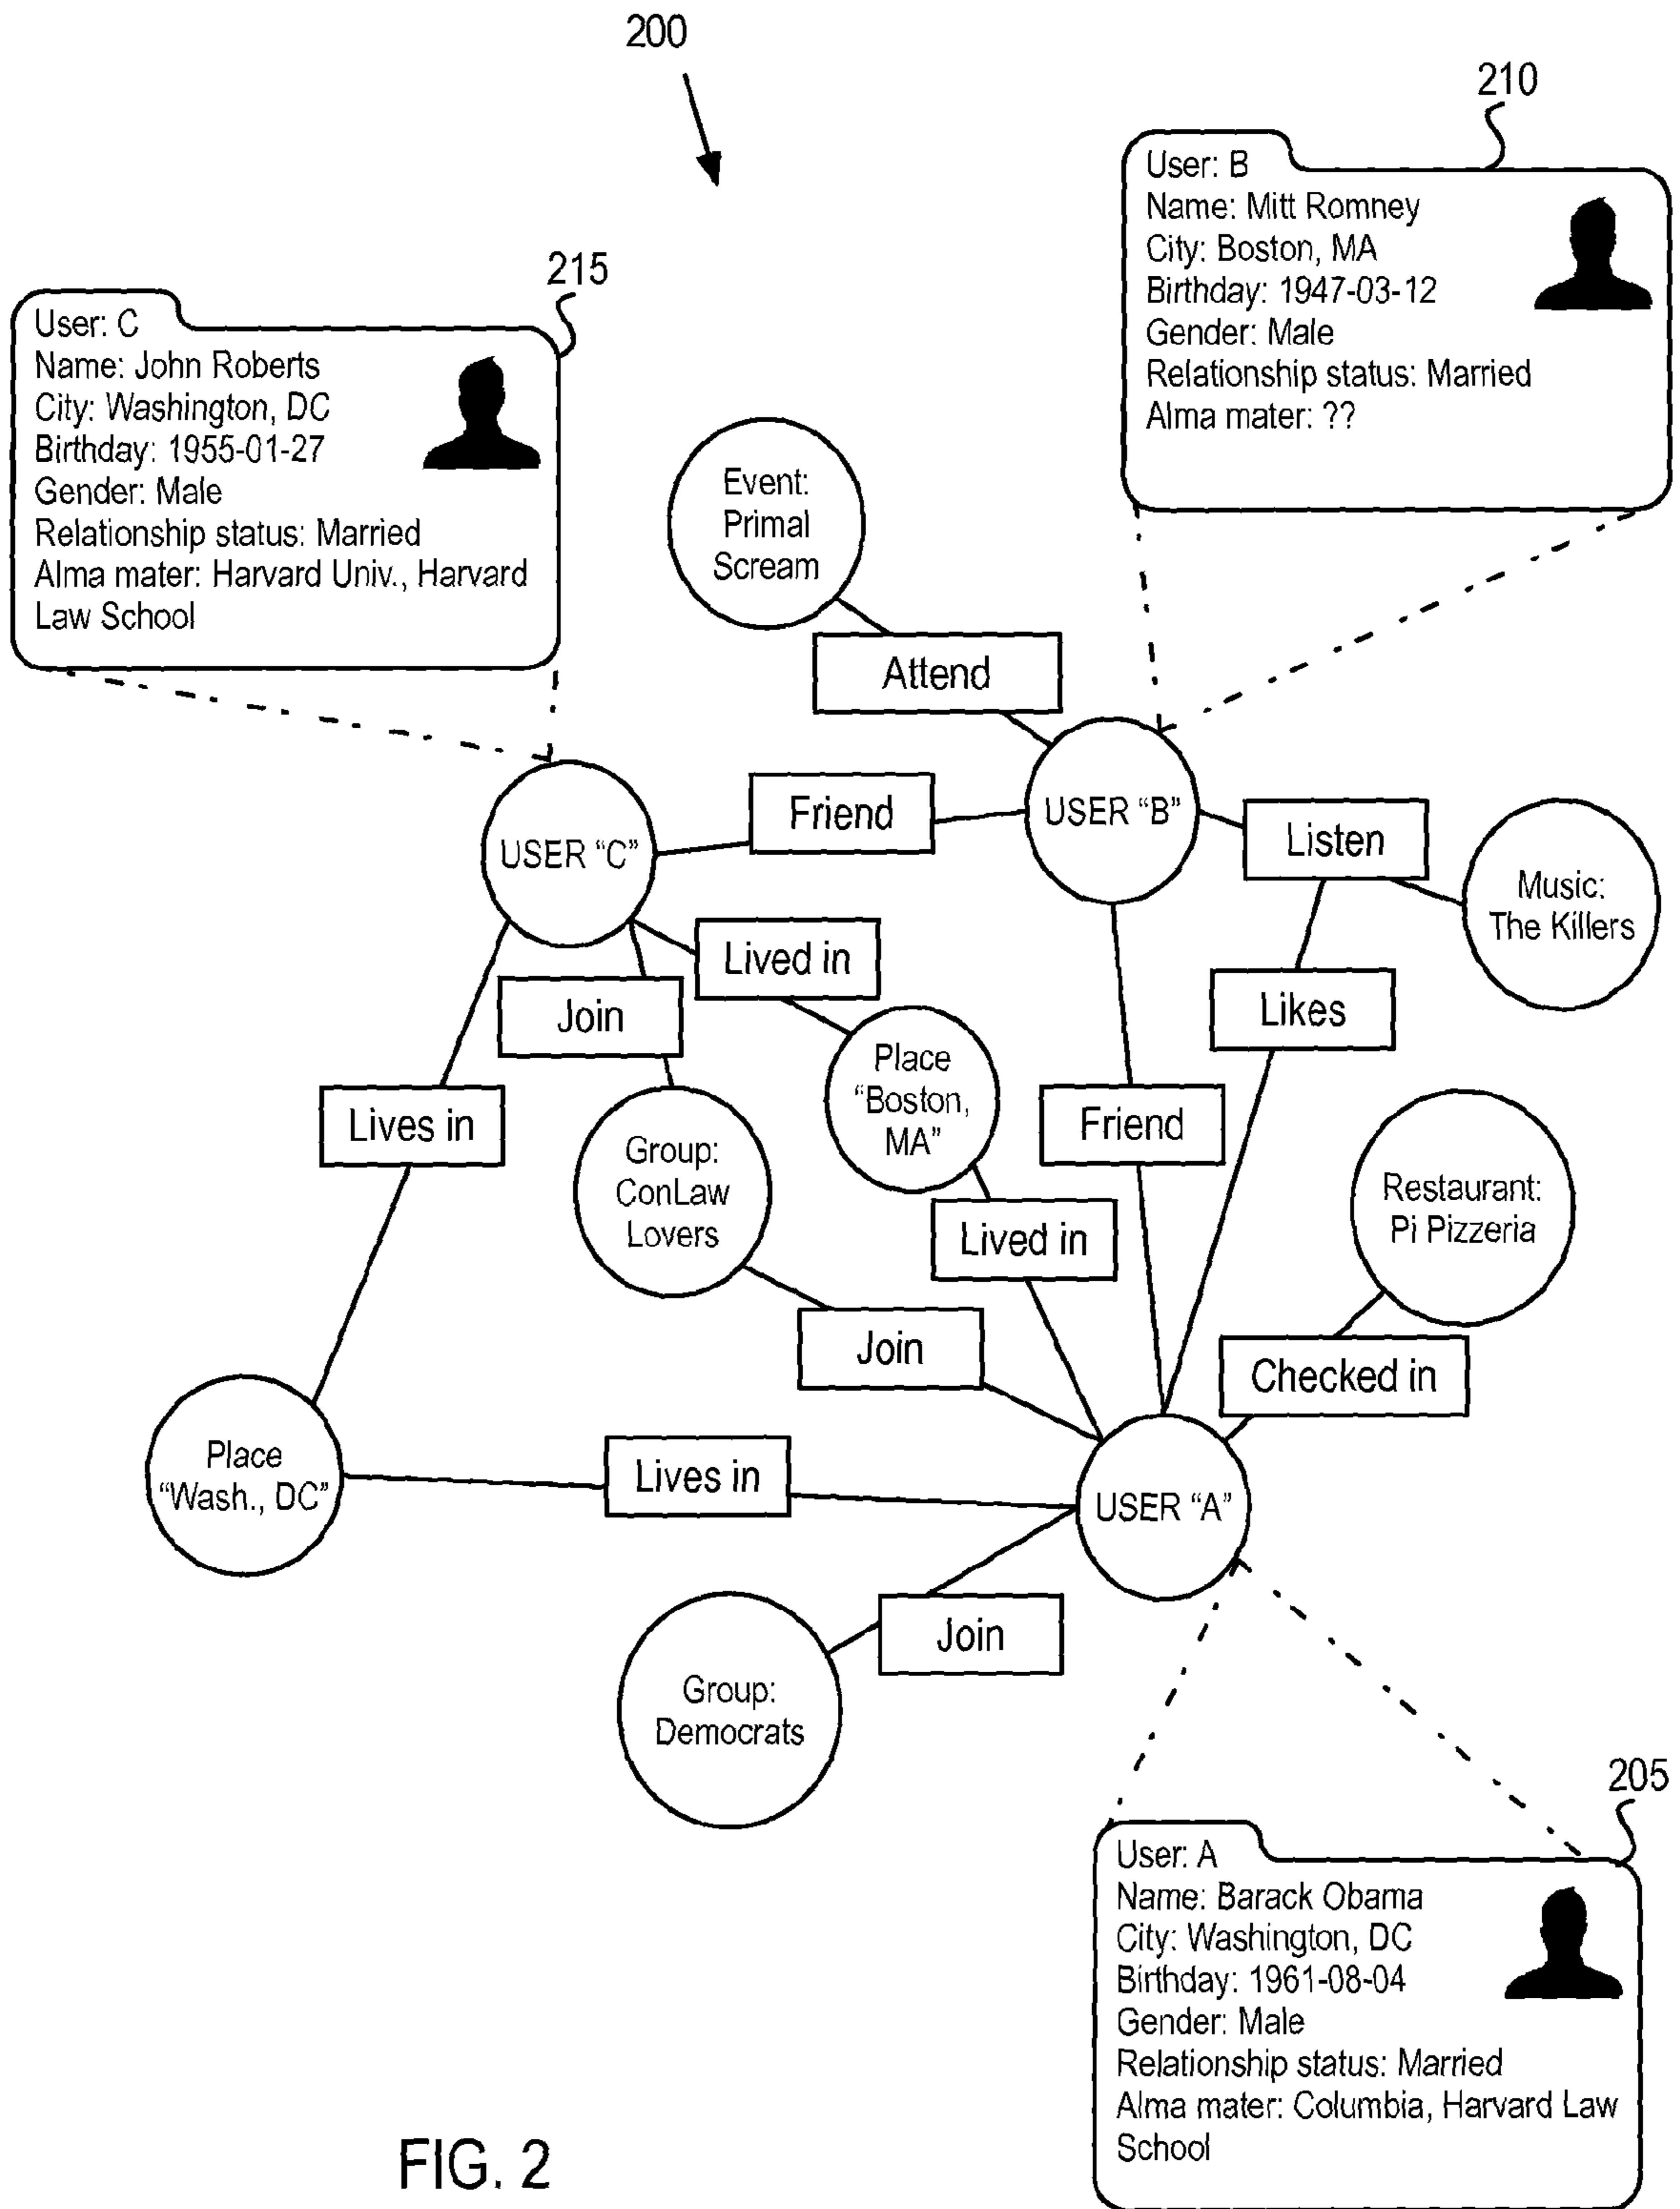 200
210
User: B
Name: Mitt Romney
City: Boston, MA
Birthday: 1947-03-12
Gender: Male
Relationship status: Married
Alma mater: ??
215
User: C
Name: John Roberts
City: Washington, DC
Birthday: 1955-01-27
Gender: Male
Relationship status: Married
Alma mater: Harvard Univ., Harvard
Law School
Event:
Primal
Scream
Attend
Friend
USER “B”
Listen
USER “C”
Music:
The Killers
Lived in
Join
Likes
Place
“Boston,
MA”
Lives in
Friend
Group:
ConLaw
Lovers
Restaurant:
Pi Pizzeria
Lived in
Join
Checked in
Place
“Wash., DC”
Lives in
USER “A”
Join
Group:
Democrats
205
User: A
Name: Barack Obama
City: Washington, DC
Birthday: 1961-08-04
Gender: Male
Relationship status: Married
Alma mater: Columbia, Harvard Law
School
FIG. 2